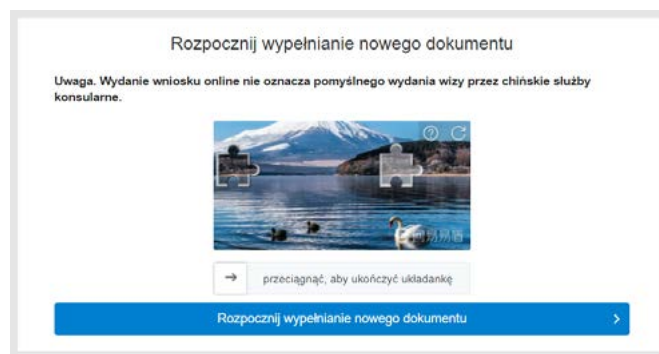 Rozpocznij wypełnianie nowego dokumentu
Uwaga. Wydanie wniosku online nie oznacza pomyślnego wydania wizy przez chińskie służby
konsularne.
przeciągnąć, aby ukończyć układankę
Rozpocznij wypełnianie nowego dokumentu